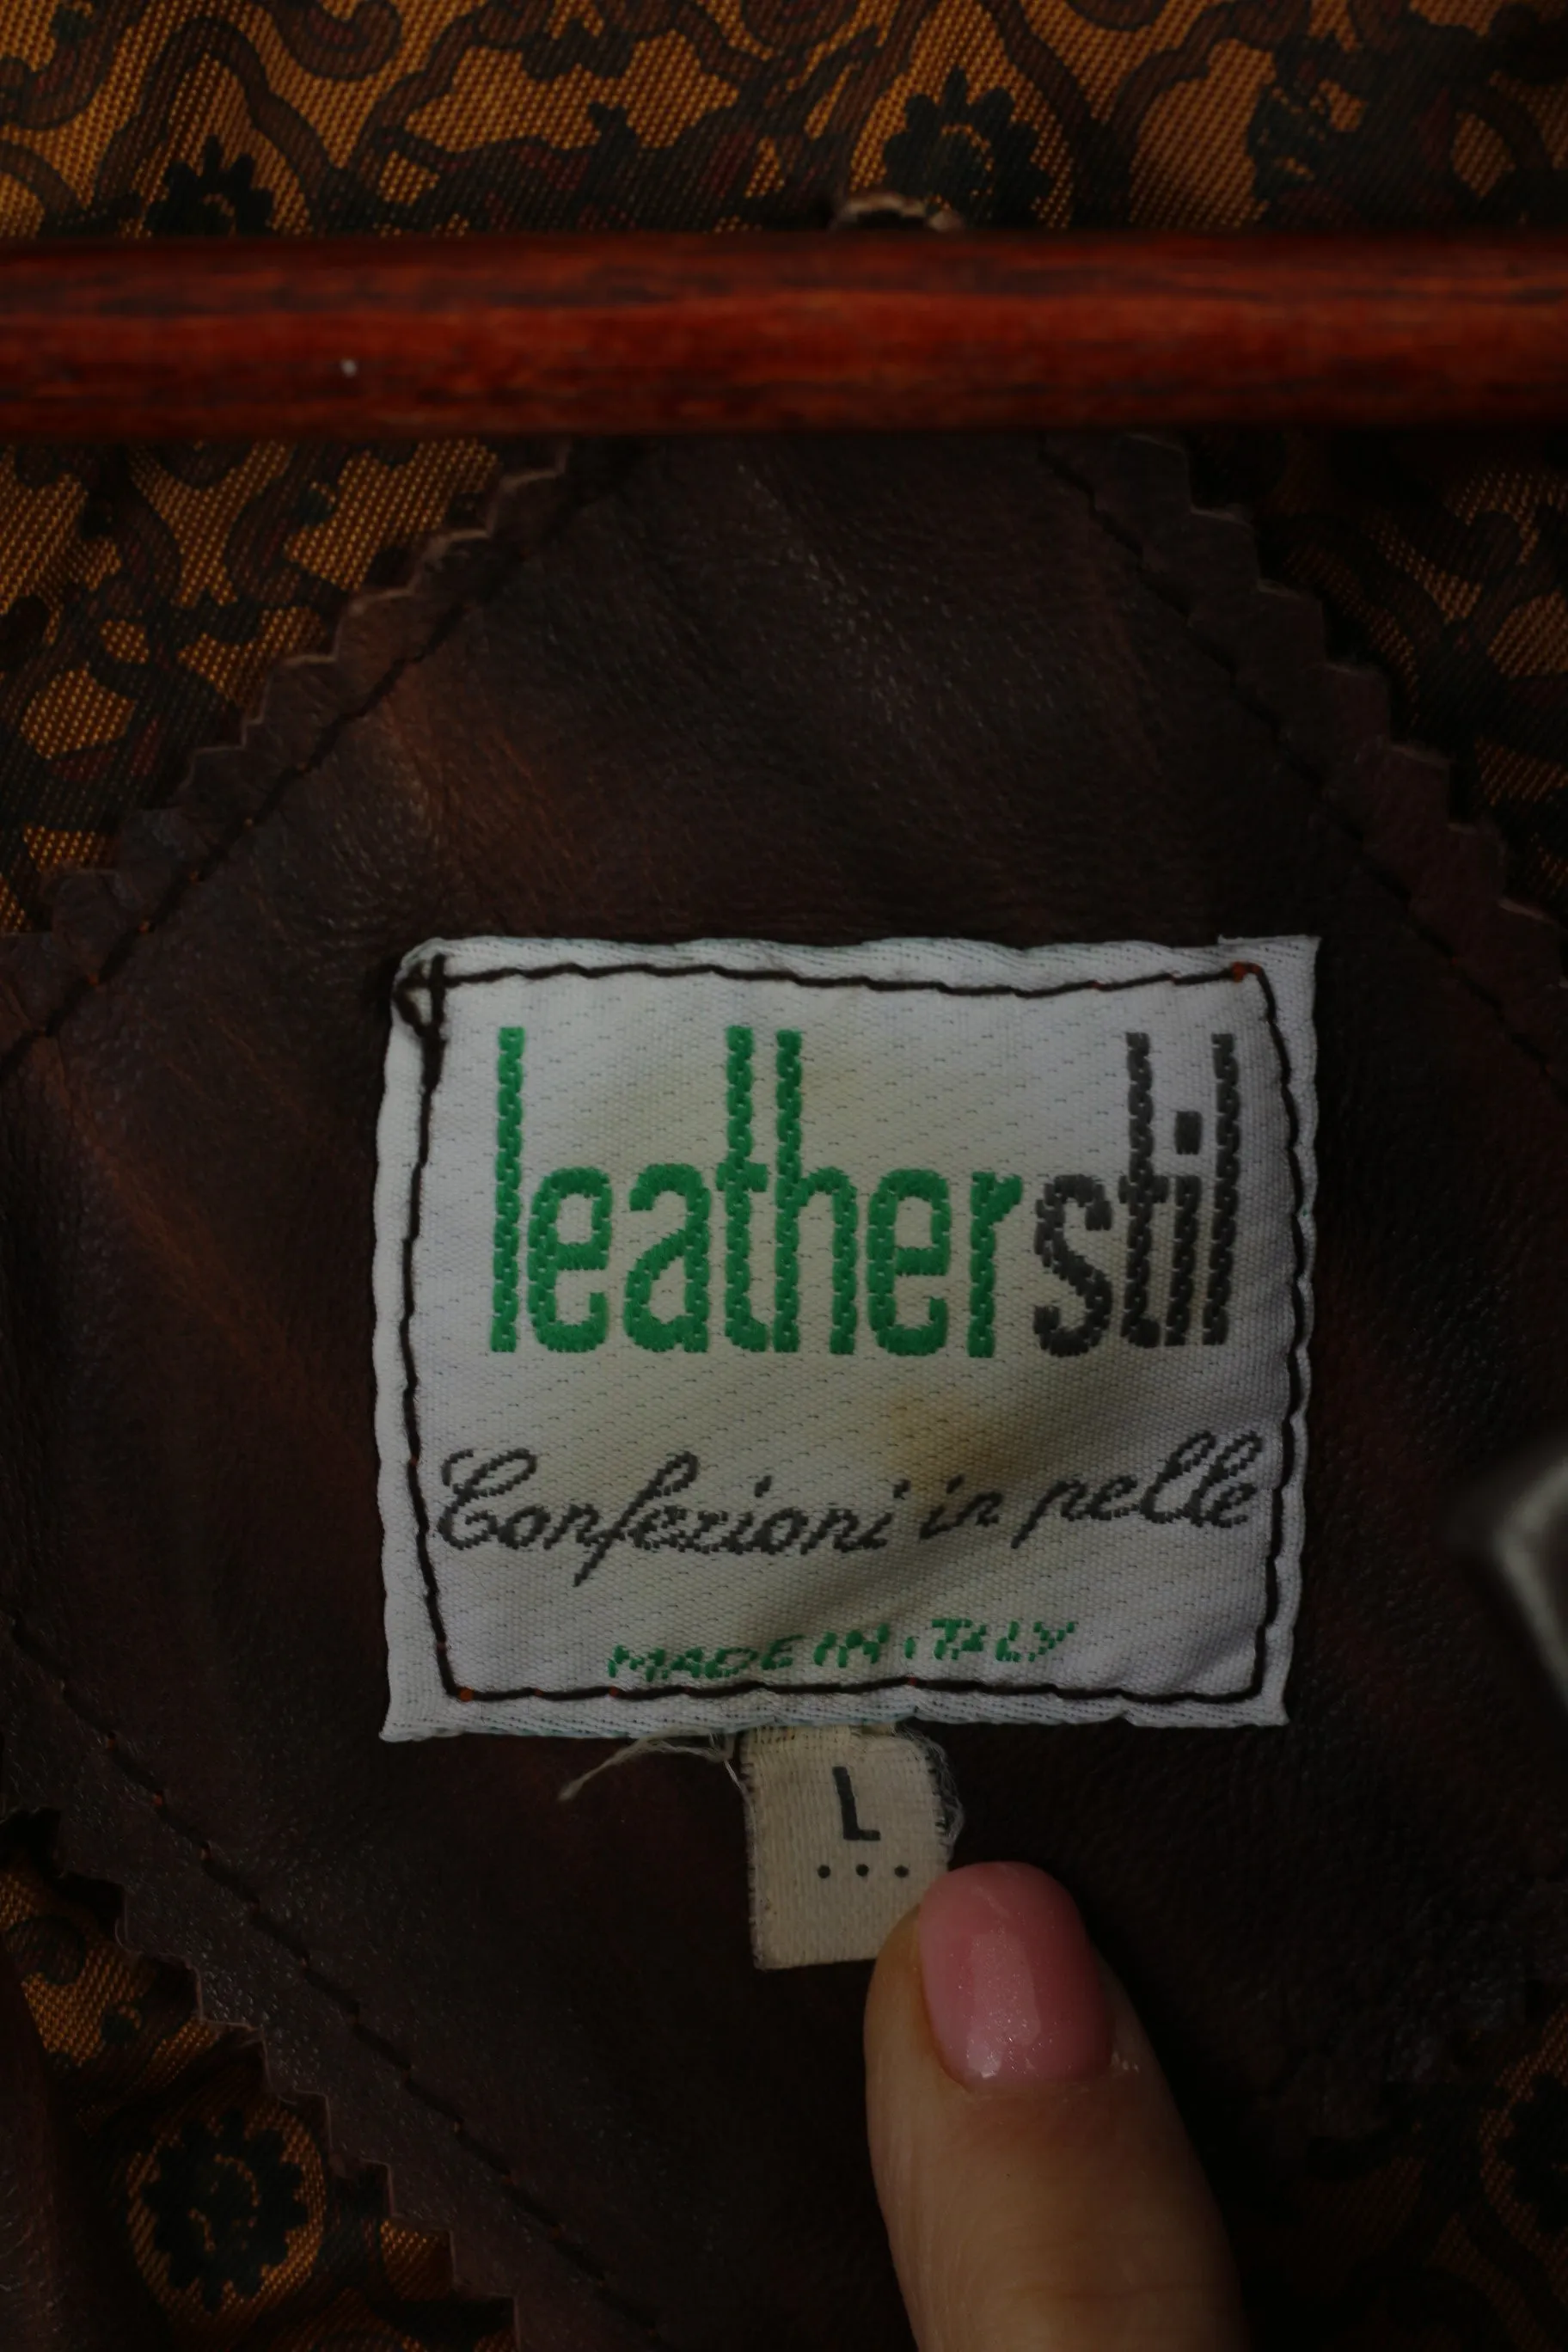 leatherstil
Confezioni in pelle
MADE IN ITALY
L
...